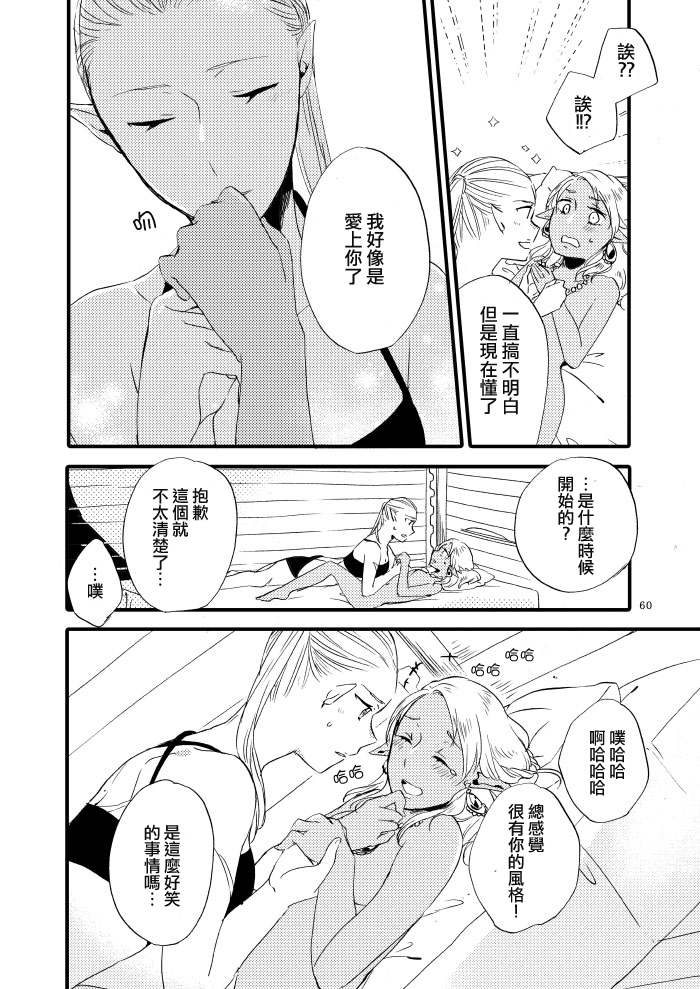 誒??
誒!!?
一直搞不明白
但是現在懂了
我好像是
愛上你了
吻
…是什麼時候
開始的？
抱歉
這個就
不太清楚了…
…噗
60
噗哈哈
啊哈哈哈
哈哈
哈哈
哈哈
總感覺
很有你的風格！
是這麼好笑
的事情嗎…